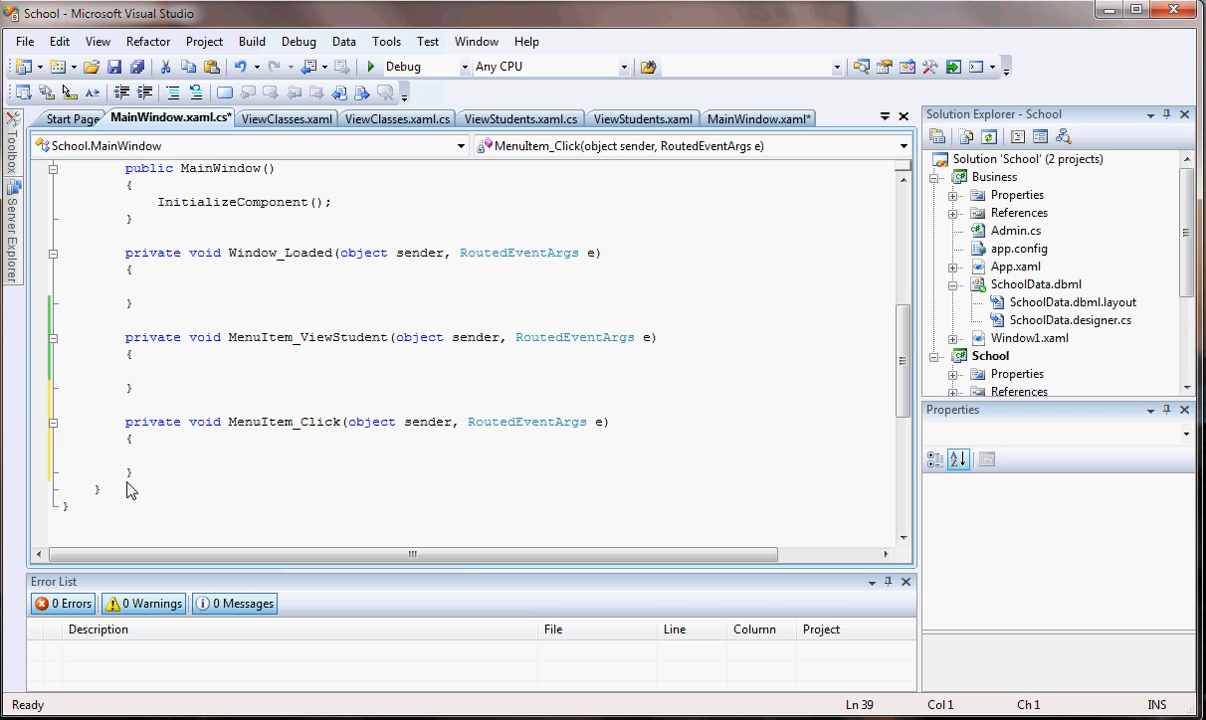 School - Microsoft Visual Studio
File Edit View Refactor Project Build Debug Data Tools Test Window Help
Debug Any CPU
Start Page MainWindow.xaml.cs* ViewClasses.xaml ViewClasses.xaml.cs ViewStudents.xaml.cs ViewStudents.xaml MainWindow.xaml*
School.MainWindow MenuItem_Click(object sender, RoutedEventArgs e)
Toolbox
Server Explorer
public MainWindow()
{
InitializeComponent();
}
private void Window_Loaded(object sender, RoutedEventArgs e)
{
}
private void MenuItem_ViewStudent(object sender, RoutedEventArgs e)
{
}
private void MenuItem_Click(object sender, RoutedEventArgs e)
{
}
}
}
Solution Explorer - School
Solution 'School' (2 projects)
Business
Properties
References
Admin.cs
app.config
App.xaml
SchoolData.dbml
SchoolData.dbml.layout
SchoolData.designer.cs
Window1.xaml
School
Properties
References
Properties
Error List
0 Errors 0 Warnings 0 Messages
Description File Line Column Project
Ready Ln 39 Col 1 Ch 1 INS